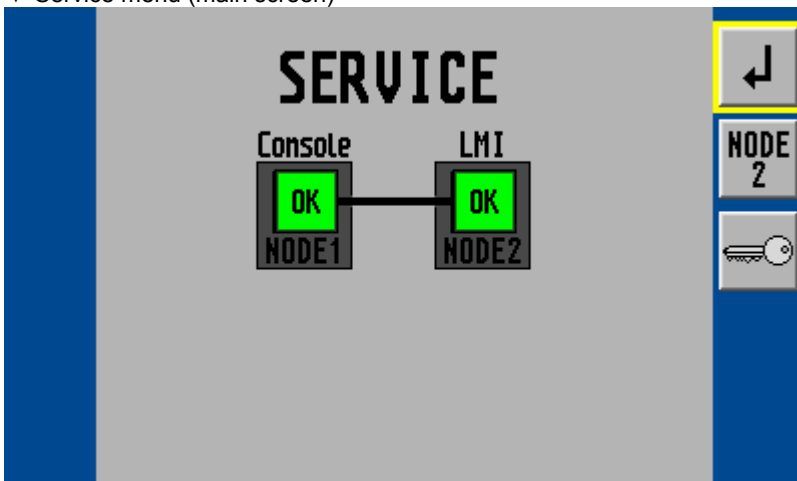 Service menu (main screen)
SERVICE
Console LMI
OK OK
NODE1 NODE2
NODE
2